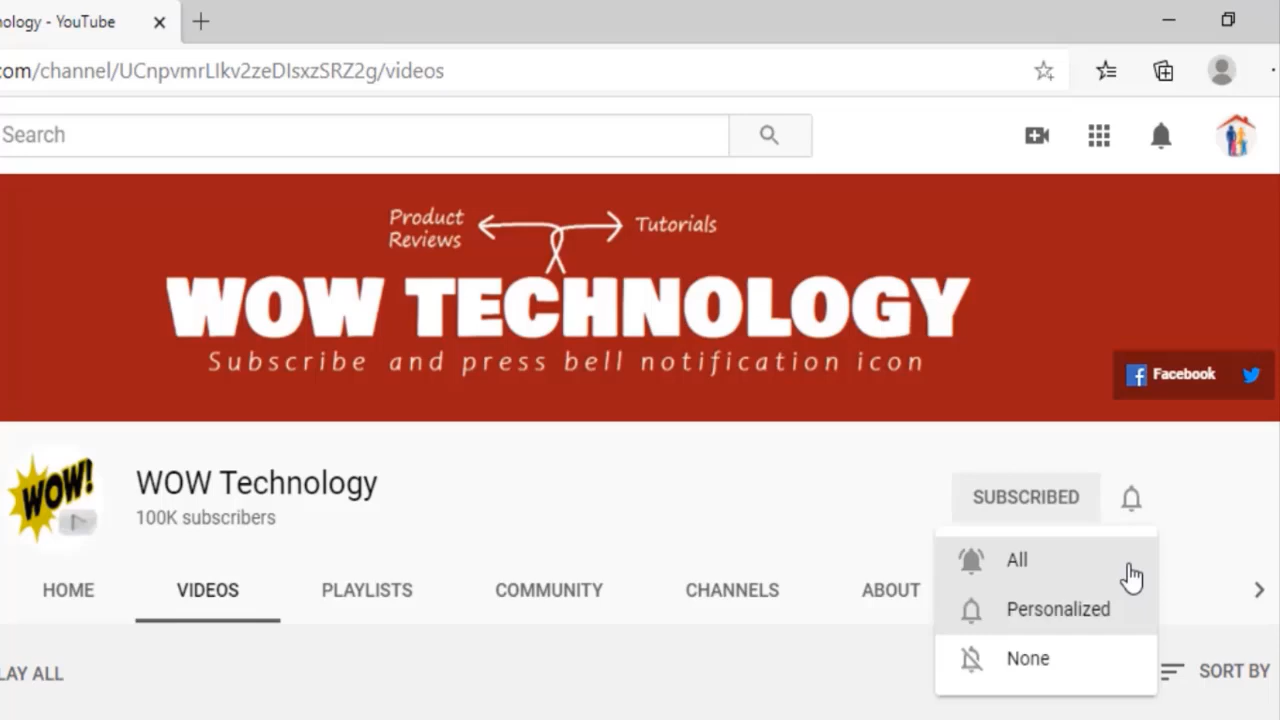 nology - YouTube
com/channel/UCnpvmrLIkv2zeDIsxzSRZ2g/videos
Search
Product
Reviews
Tutorials
WOW TECHNOLOGY
Subscribe and press bell notification icon
Facebook
WOW!
WOW Technology
100K subscribers
SUBSCRIBED
All
Personalized
None
HOME VIDEOS PLAYLISTS COMMUNITY CHANNELS ABOUT
LAY ALL
SORT BY